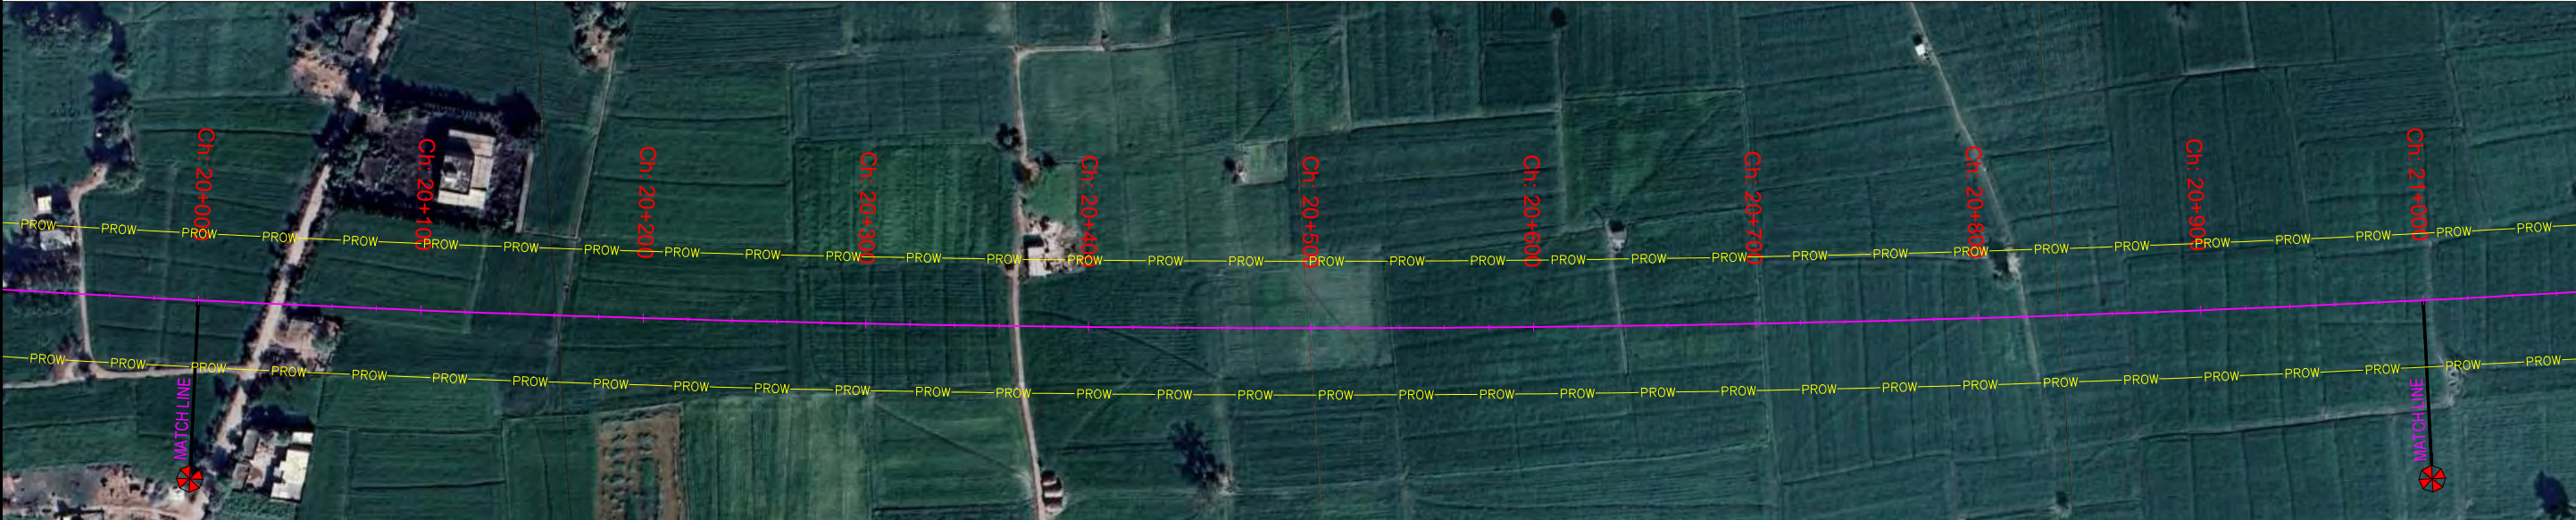 Ch: 20+000
Ch: 20+100
Ch: 20+200
Ch: 20+300
Ch: 20+400
Ch: 20+500
Ch: 20+600
Ch: 20+700
Ch: 20+800
Ch: 20+900
Ch: 21+000
PROW PROW PROW PROW PROW PROW PROW PROW PROW PROW PROW PROW PROW PROW PROW PROW PROW PROW PROW PROW PROW PROW PROW PROW PROW PROW PROW PROW PROW PROW PROW PROW
PROW PROW PROW PROW PROW PROW PROW PROW PROW PROW PROW PROW PROW PROW PROW PROW PROW PROW PROW PROW PROW PROW PROW PROW PROW PROW PROW PROW PROW PROW PROW PROW
MATCH LINE
MATCH LINE